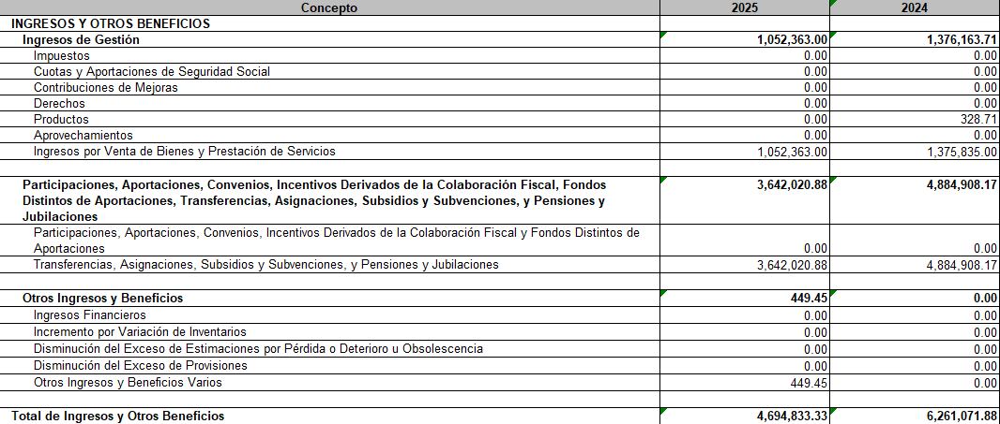 Concepto 2025 2024
INGRESOS Y OTROS BENEFICIOS
Ingresos de Gestión 1,052,363.00 1,376,163.71
Impuestos 0.00 0.00
Cuotas y Aportaciones de Seguridad Social 0.00 0.00
Contribuciones de Mejoras 0.00 0.00
Derechos 0.00 0.00
Productos 0.00 328.71
Aprovechamientos 0.00 0.00
Ingresos por Venta de Bienes y Prestación de Servicios 1,052,363.00 1,375,835.00
Participaciones, Aportaciones, Convenios, Incentivos Derivados de la Colaboración Fiscal, Fondos 3,642,020.88 4,884,908.17
Distintos de Aportaciones, Transferencias, Asignaciones, Subsidios y Subvenciones, y Pensiones y
Jubilaciones
Participaciones, Aportaciones, Convenios, Incentivos Derivados de la Colaboración Fiscal y Fondos Distintos de
Aportaciones 0.00 0.00
Transferencias, Asignaciones, Subsidios y Subvenciones, y Pensiones y Jubilaciones 3,642,020.88 4,884,908.17
Otros Ingresos y Beneficios 449.45 0.00
Ingresos Financieros 0.00 0.00
Incremento por Variación de Inventarios 0.00 0.00
Disminución del Exceso de Estimaciones por Pérdida o Deterioro u Obsolescencia 0.00 0.00
Disminución del Exceso de Provisiones 0.00 0.00
Otros Ingresos y Beneficios Varios 449.45 0.00
Total de Ingresos y Otros Beneficios 4,694,833.33 6,261,071.88